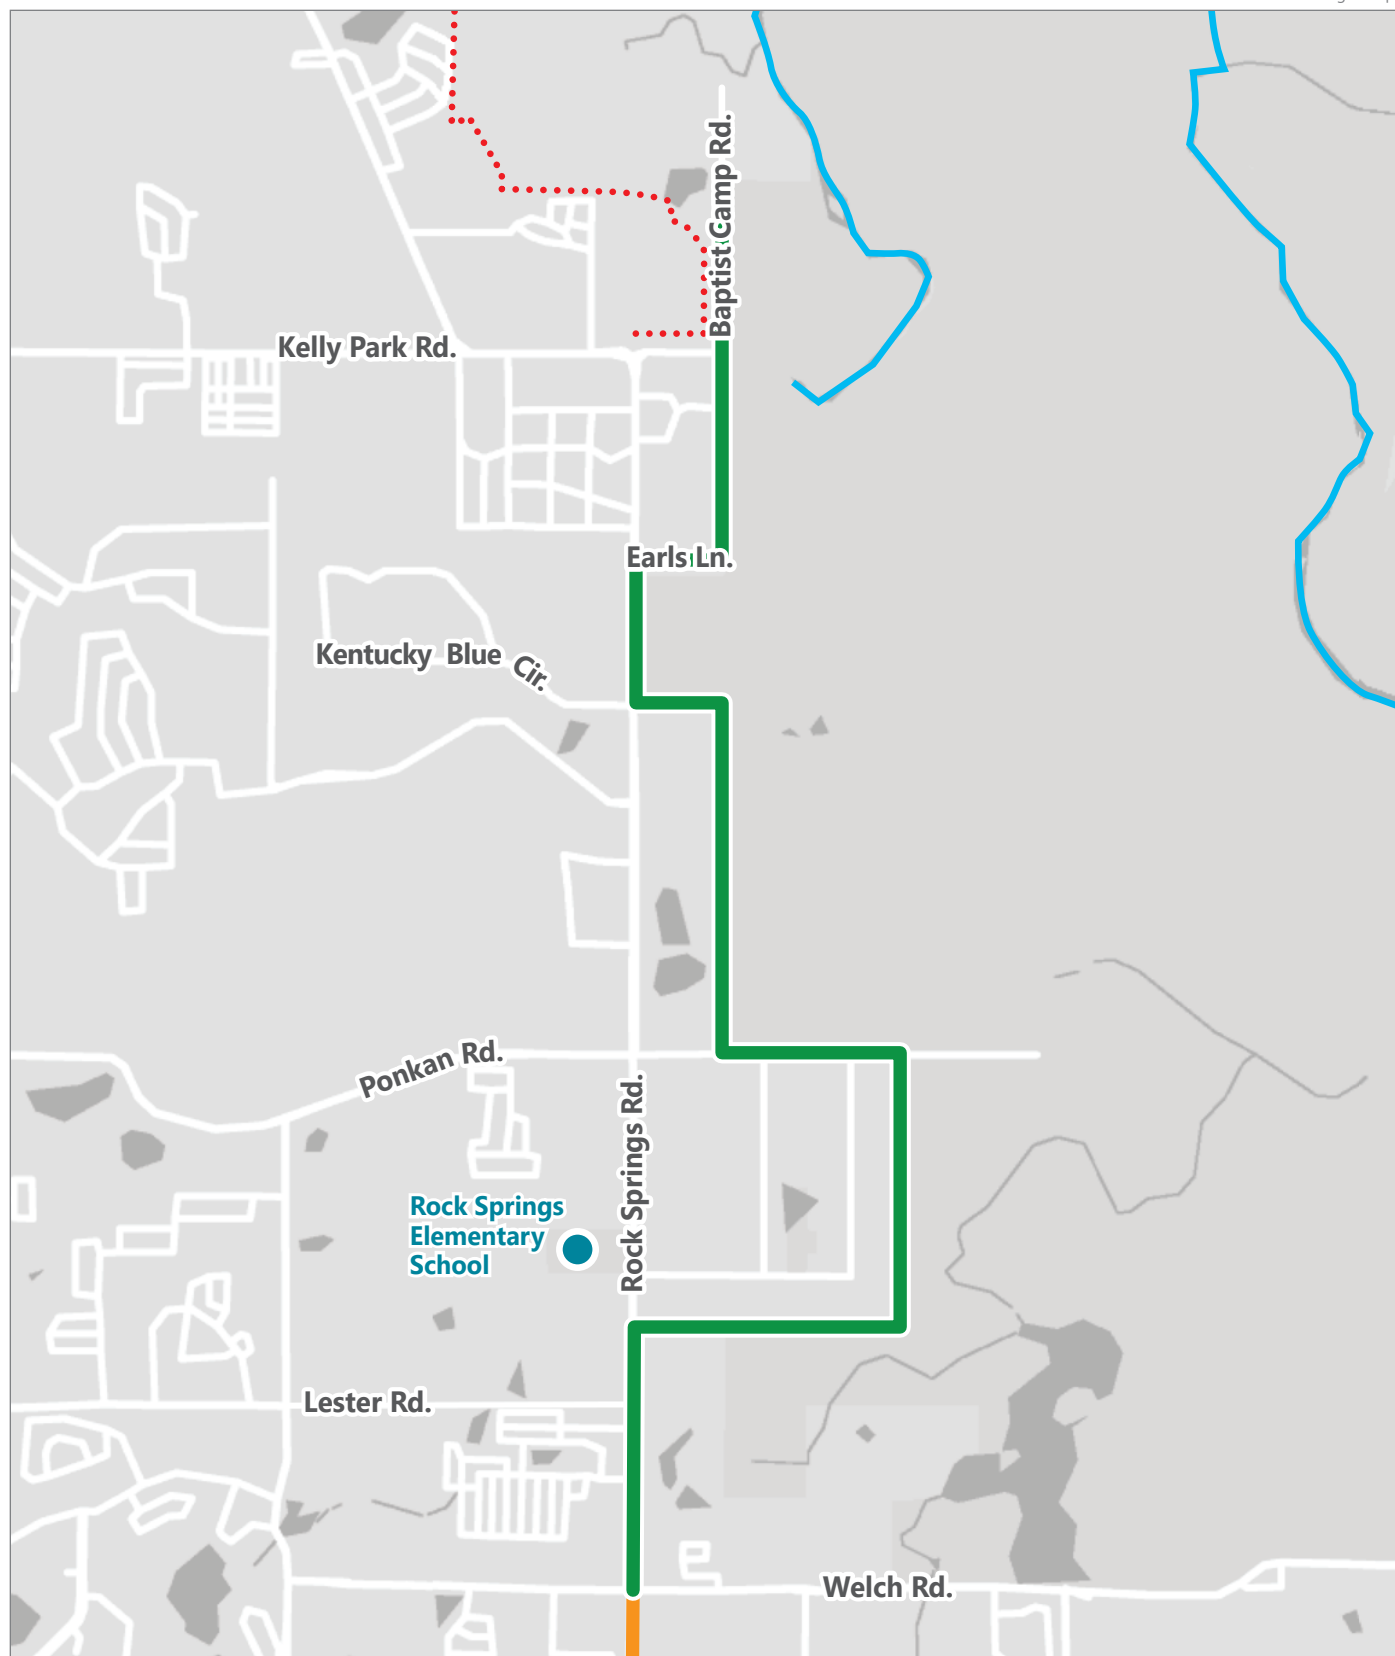 Baptist Camp Rd.
Kelly Park Rd.
Earls Ln.
Kentucky Blue Cir.
Ponkan Rd.
Rock Springs Rd.
Rock Springs
Elementary
School
Lester Rd.
Welch Rd.